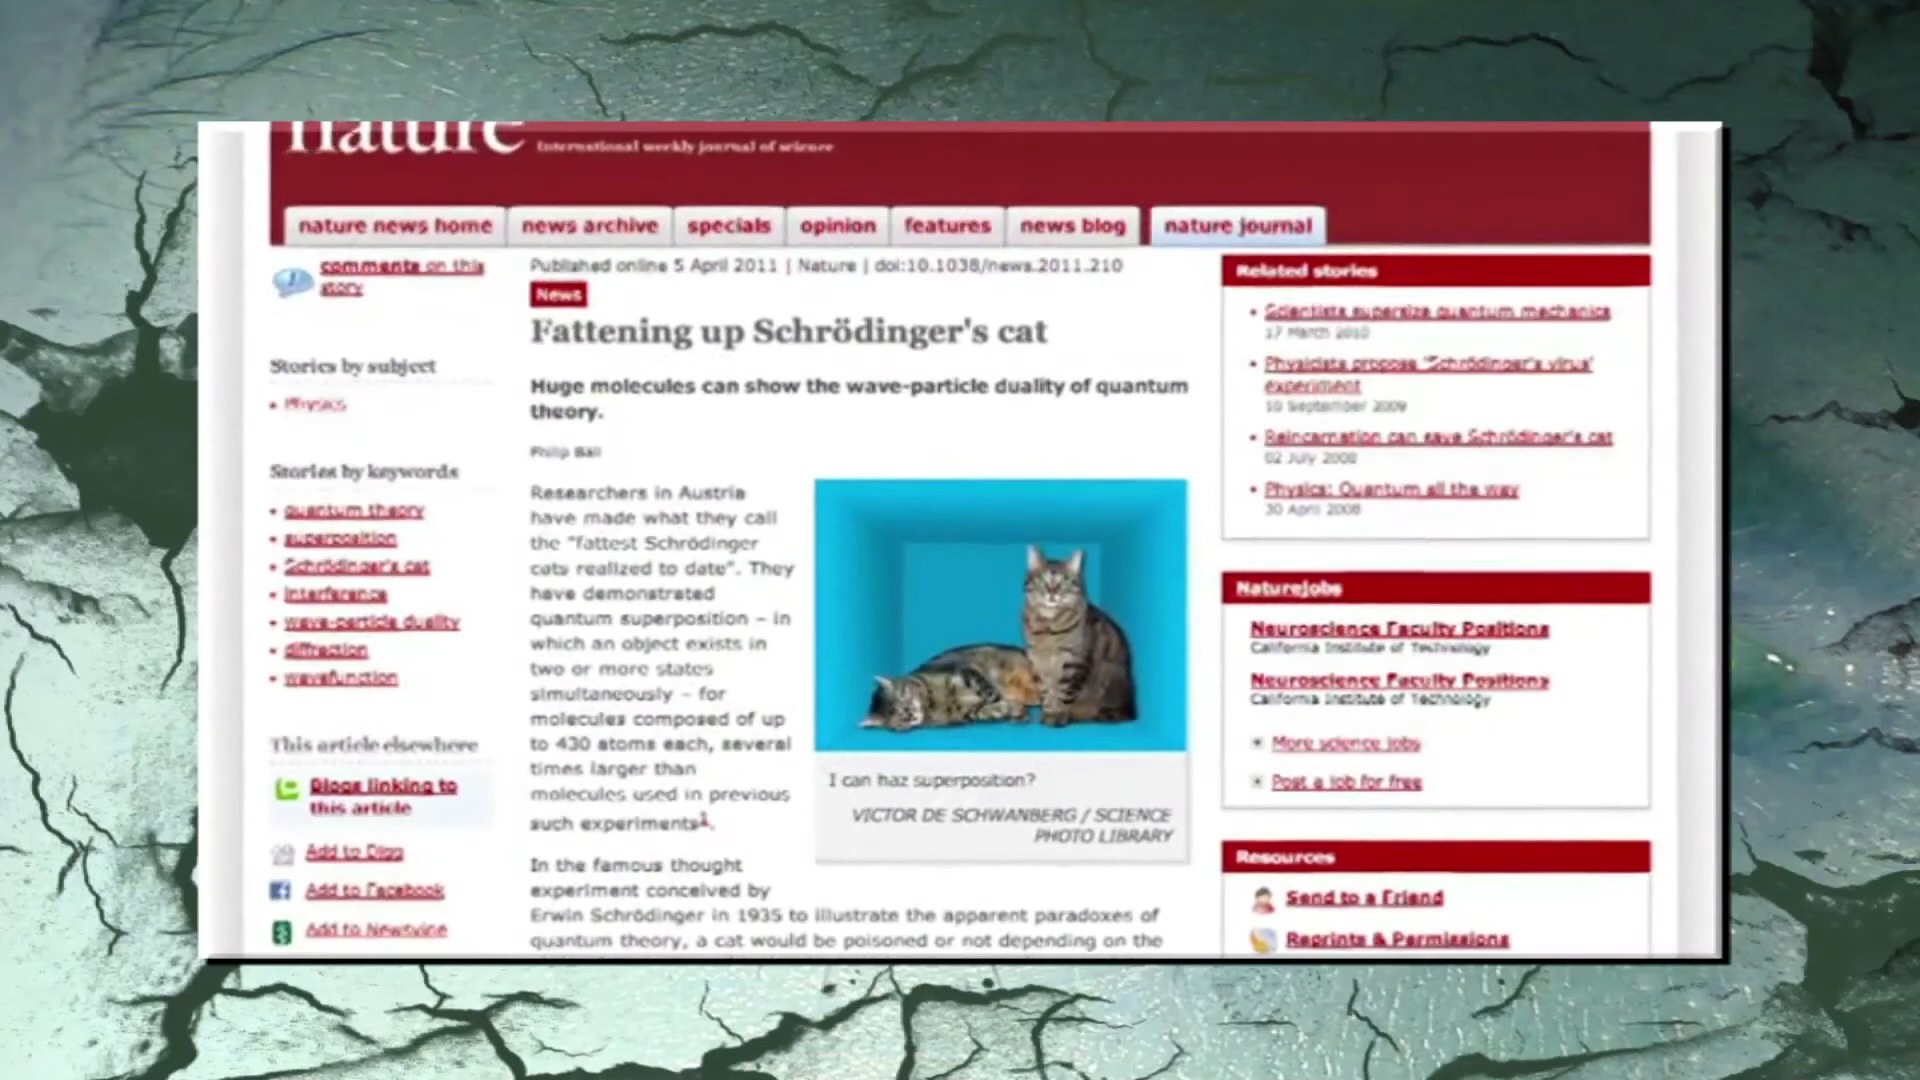 nature International weekly journal of science
nature news home news archive specials opinion features news blog nature journal
comments on this
story
Stories by subject
Physics
Stories by keywords
quantum theory
superposition
Schrödinger's cat
interference
wave-particle duality
diffraction
wavefunction
This article elsewhere
Blogs linking to
this article
Add to Digg
Add to Facebook
Add to Newsvine
Published online 5 April 2011 | Nature | doi:10.1038/news.2011.210
News
Fattening up Schrödinger's cat
Huge molecules can show the wave-particle duality of quantum
theory.
Philip Ball
Researchers in Austria
have made what they call
the "fattest Schrödinger
cats realized to date". They
have demonstrated
quantum superposition – in
which an object exists in
two or more states
simultaneously – for
molecules composed of up
to 430 atoms each, several
times larger than
molecules used in previous
such experiments1.
I can haz superposition?
VICTOR DE SCHWANBERG / SCIENCE
PHOTO LIBRARY
In the famous thought
experiment conceived by
Erwin Schrödinger in 1935 to illustrate the apparent paradoxes of
quantum theory, a cat would be poisoned or not depending on the
Related stories
Scientists supersize quantum mechanics
17 March 2010
Physicists propose 'Schrödinger's virus'
experiment
10 September 2009
Reincarnation can save Schrödinger's cat
02 July 2008
Physics: Quantum all the way
30 April 2008
Naturejobs
Neuroscience Faculty Positions
California Institute of Technology
Neuroscience Faculty Positions
California Institute of Technology
More science jobs
Post a job for free
Resources
Send to a Friend
Reprints & Permissions